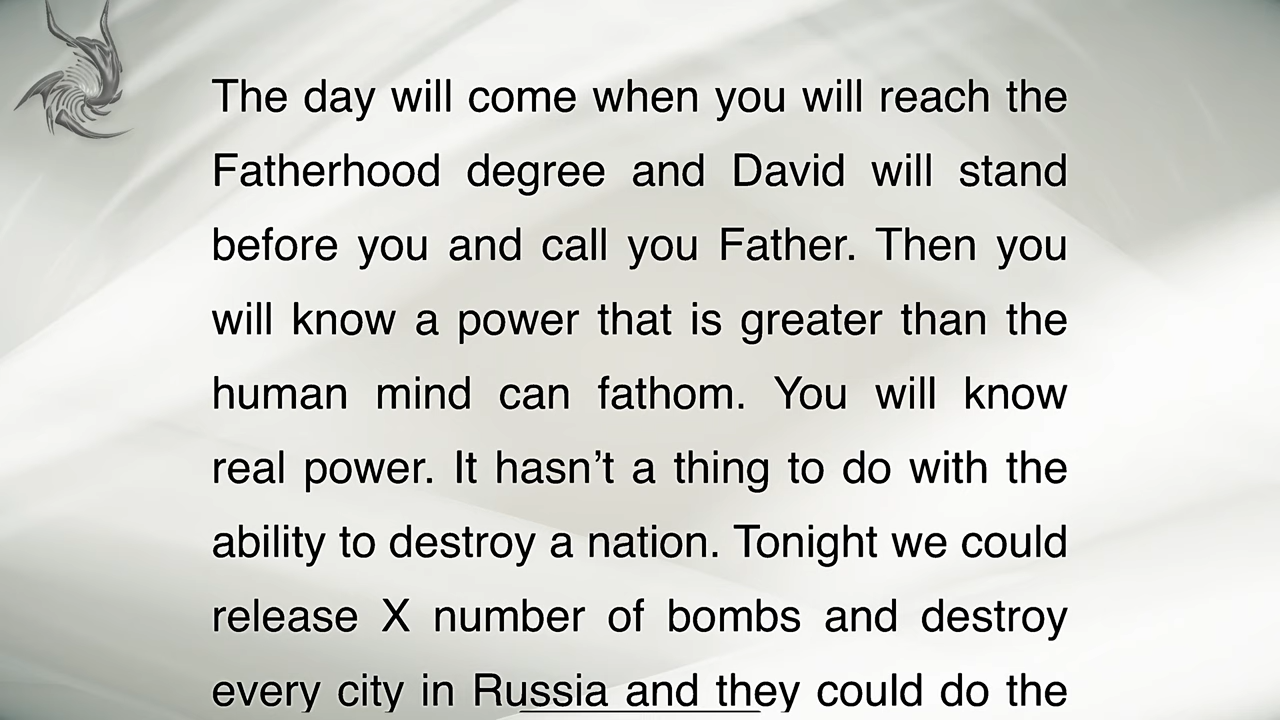 The day will come when you will reach the
Fatherhood degree and David will stand
before you and call you Father. Then you
will know a power that is greater than the
human mind can fathom. You will know
real power. It hasn’t a thing to do with the
ability to destroy a nation. Tonight we could
release X number of bombs and destroy
every city in Russia and they could do the